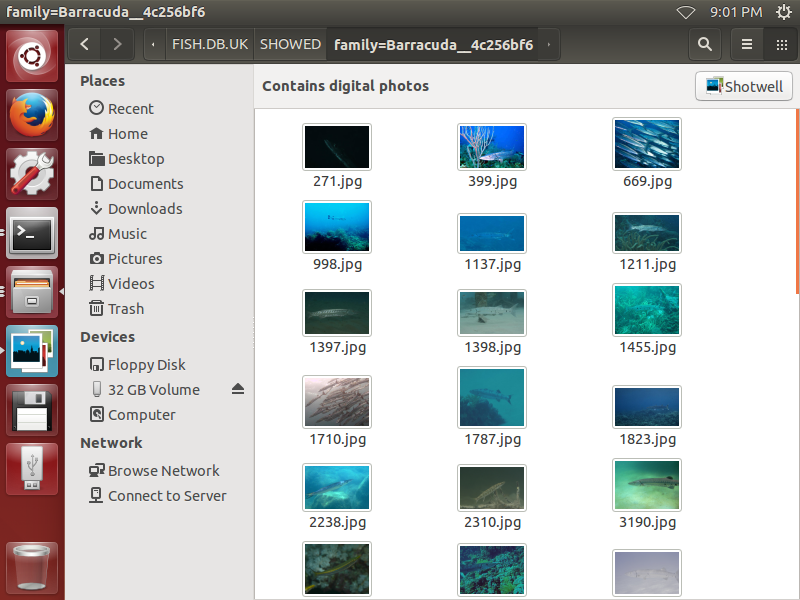 family=Barracuda__4c256bf6
9:01 PM
FISH.DB.UK
SHOWED
family=Barracuda__4c256bf6
Places
Recent
Home
Desktop
Documents
Downloads
Music
Pictures
Videos
Trash
Devices
Floppy Disk
32 GB Volume
Computer
Network
Browse Network
Connect to Server
Contains digital photos
Shotwell
271.jpg
399.jpg
669.jpg
998.jpg
1137.jpg
1211.jpg
1397.jpg
1398.jpg
1455.jpg
1710.jpg
1787.jpg
1823.jpg
2238.jpg
2310.jpg
3190.jpg